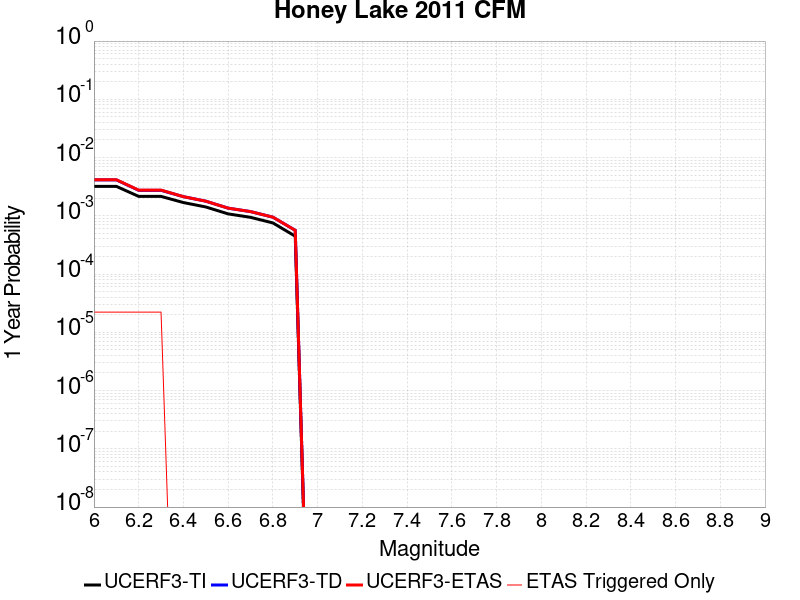 Honey Lake 2011 CFM
10^0
10^-1
10^-2
10^-3
10^-4
10^-5
10^-6
10^-7
10^-8
1 Year Probability
6 6.2 6.4 6.6 6.8 7 7.2 7.4 7.6 7.8 8 8.2 8.4 8.6 8.8 9
Magnitude
UCERF3-TI UCERF3-TD UCERF3-ETAS ETAS Triggered Only